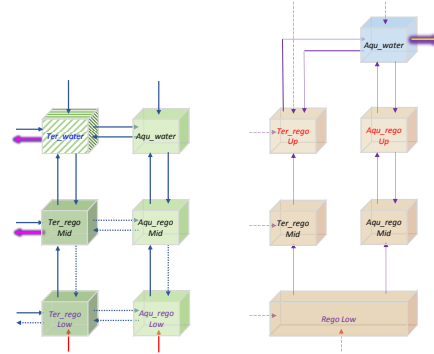 Aqu_water
Ter_water
Aqu_water
Ter_rego
Up
Aqu_rego
Up
Ter_rego
Mid
Aqu_rego
Mid
Ter_rego
Mid
Aqu_rego
Mid
Ter_rego
Low
Aqu_rego
Low
Rego Low